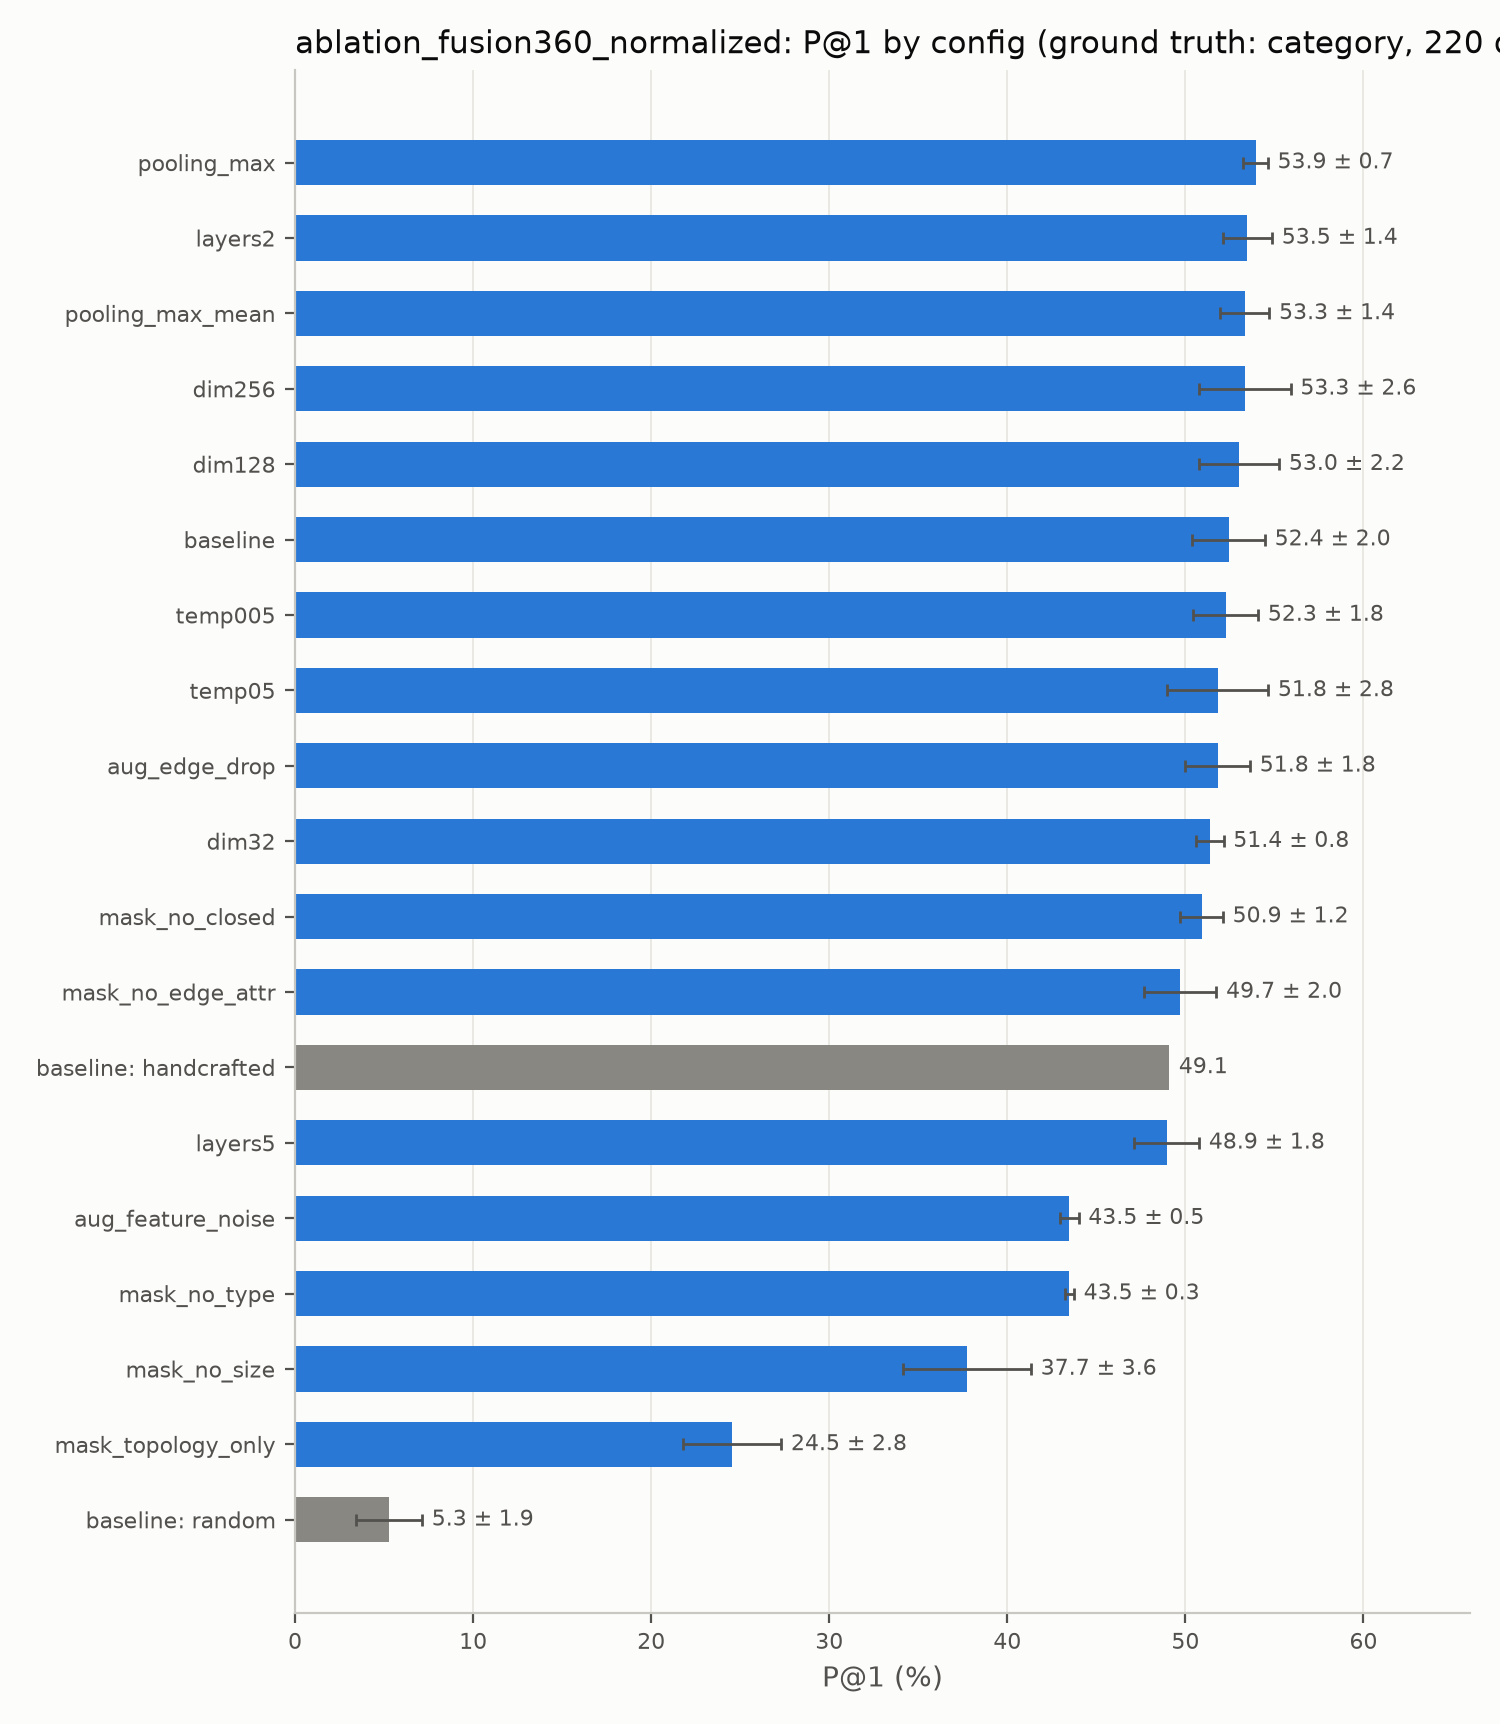 ablation_fusion360_normalized: P@1 by config (ground truth: category, 220
pooling_max 53.9 ± 0.7
layers2 53.5 ± 1.4
pooling_max_mean 53.3 ± 1.4
dim256 53.3 ± 2.6
dim128 53.0 ± 2.2
baseline 52.4 ± 2.0
temp005 52.3 ± 1.8
temp05 51.8 ± 2.8
aug_edge_drop 51.8 ± 1.8
dim32 51.4 ± 0.8
mask_no_closed 50.9 ± 1.2
mask_no_edge_attr 49.7 ± 2.0
baseline: handcrafted 49.1
layers5 48.9 ± 1.8
aug_feature_noise 43.5 ± 0.5
mask_no_type 43.5 ± 0.3
mask_no_size 37.7 ± 3.6
mask_topology_only 24.5 ± 2.8
baseline: random 5.3 ± 1.9
0 10 20 30 40 50 60
P@1 (%)